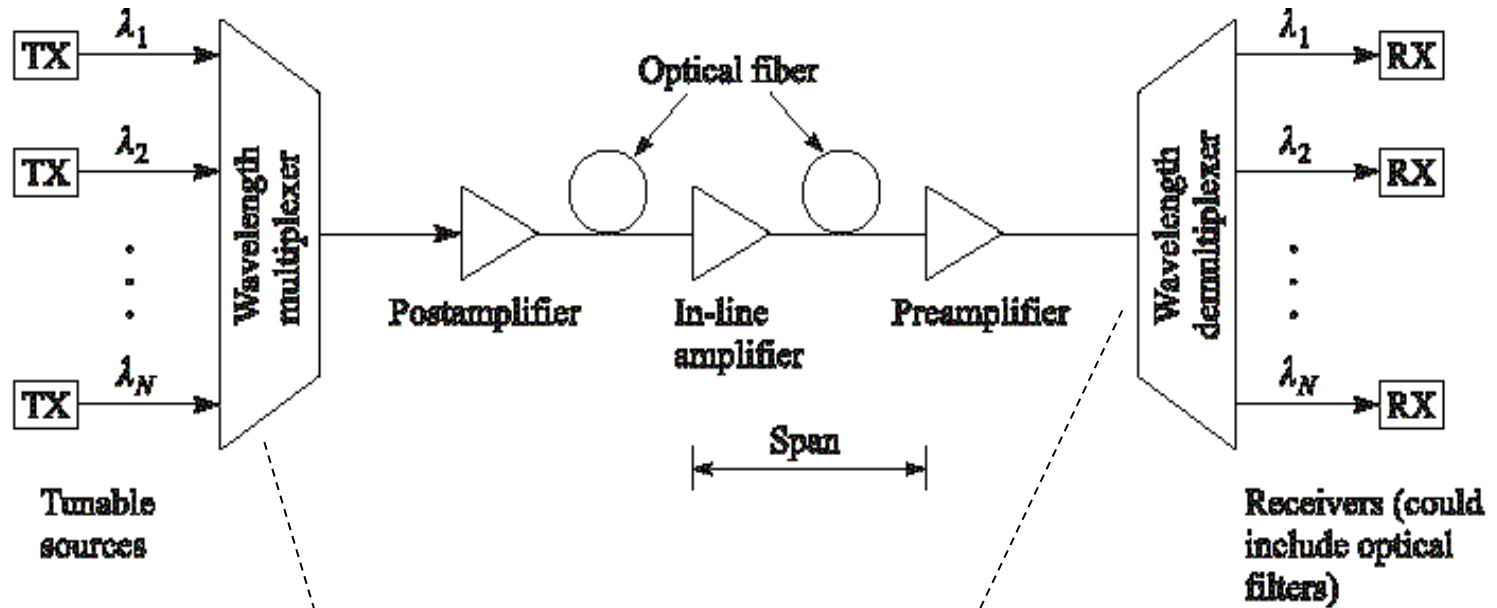 TX
λ1
TX
λ2
TX
λN
Tunable
sources
Wavelength
multiplexer
Optical fiber
Postamplifier
In-line
amplifier
Preamplifier
Span
Wavelength
demultiplexer
λ1
RX
λ2
RX
λN
RX
Receivers (could
include optical
filters)